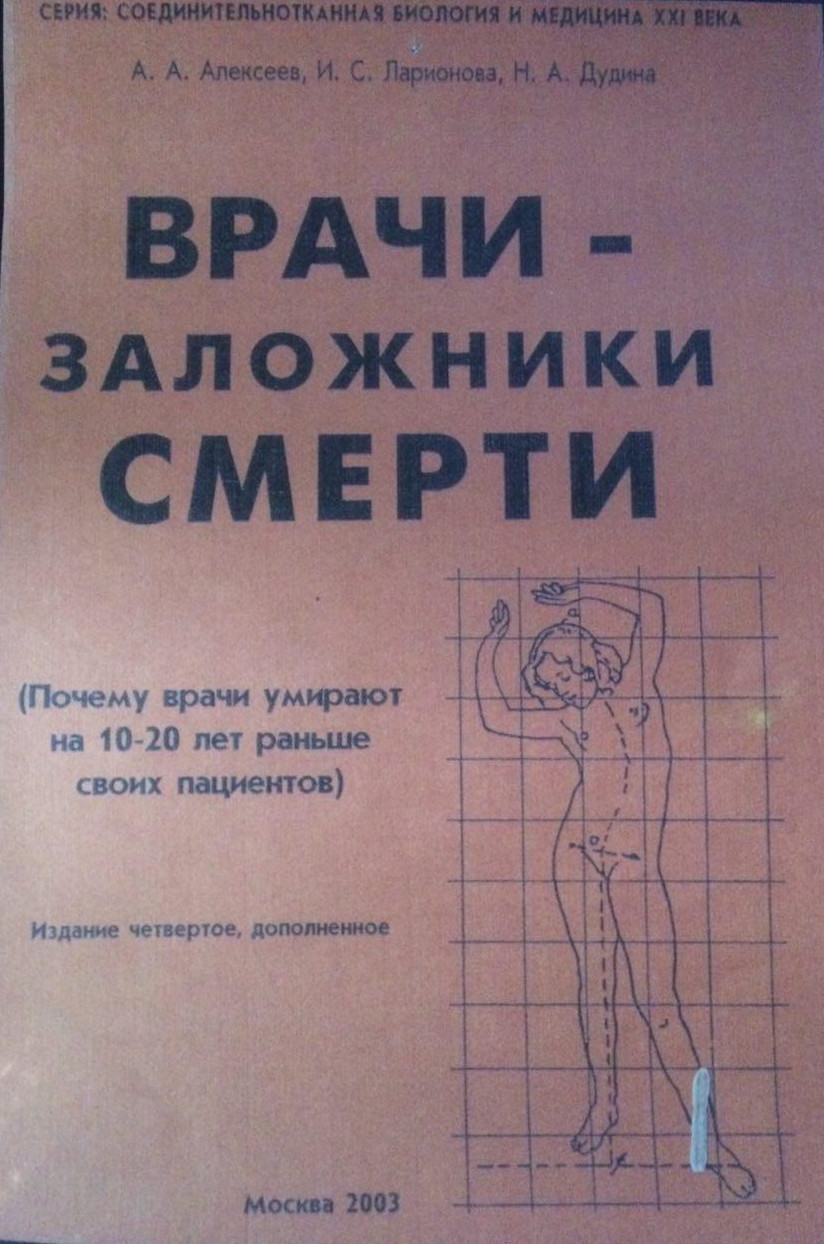 СЕРИЯ: СОЕДИНИТЕЛЬНОТКАННАЯ БИОЛОГИЯ И МЕДИЦИНА XXI ВЕКА
А. А. Алексеев, И. С. Ларионова, Н. А. Дудина
ВРАЧИ -
ЗАЛОЖНИКИ
СМЕРТИ
(Почему врачи умирают
на 10-20 лет раньше
своих пациентов)
Издание четвертое, дополненное
Москва 2003